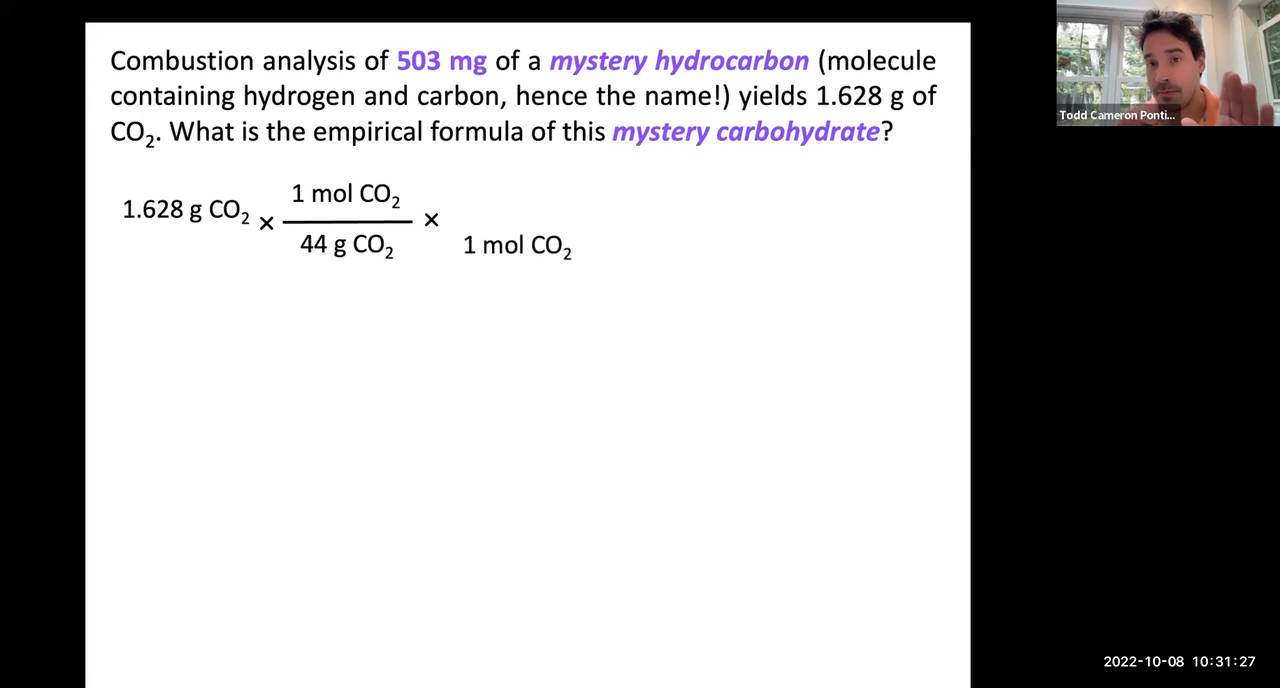 Combustion analysis of 503 mg of a mystery hydrocarbon (molecule
containing hydrogen and carbon, hence the name!) yields 1.628 g of
CO₂. What is the empirical formula of this mystery carbohydrate?
1.628 g CO₂ × 1 mol CO₂ ×
44 g CO₂ 1 mol CO₂
Todd Cameron Ponti...
2022-10-08 10:31:27